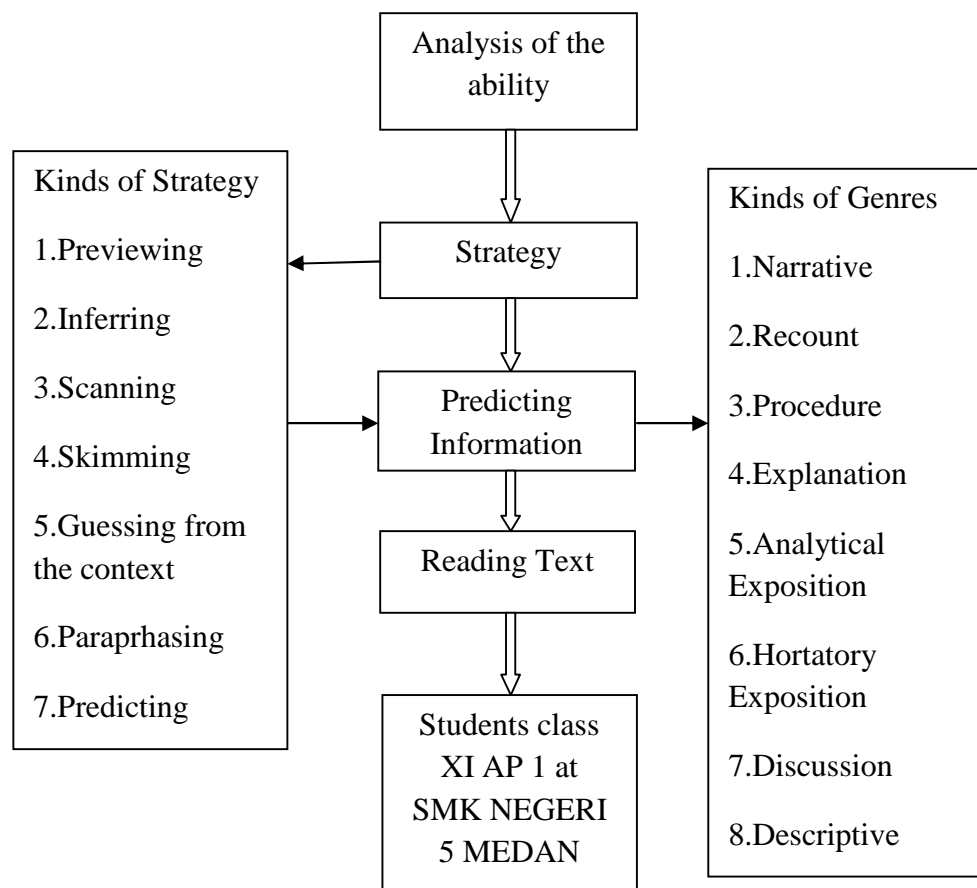 Analysis of the
ability
Kinds of Strategy
1.Previewing
2.Inferring
3.Scanning
4.Skimming
5.Guessing from
the context
6.Paraprhasing
7.Predicting
Strategy
Predicting
Information
Reading Text
Students class
XI AP 1 at
SMK NEGERI
5 MEDAN
Kinds of Genres
1.Narrative
2.Recount
3.Procedure
4.Explanation
5.Analytical
Exposition
6.Hortatory
Exposition
7.Discussion
8.Descriptive